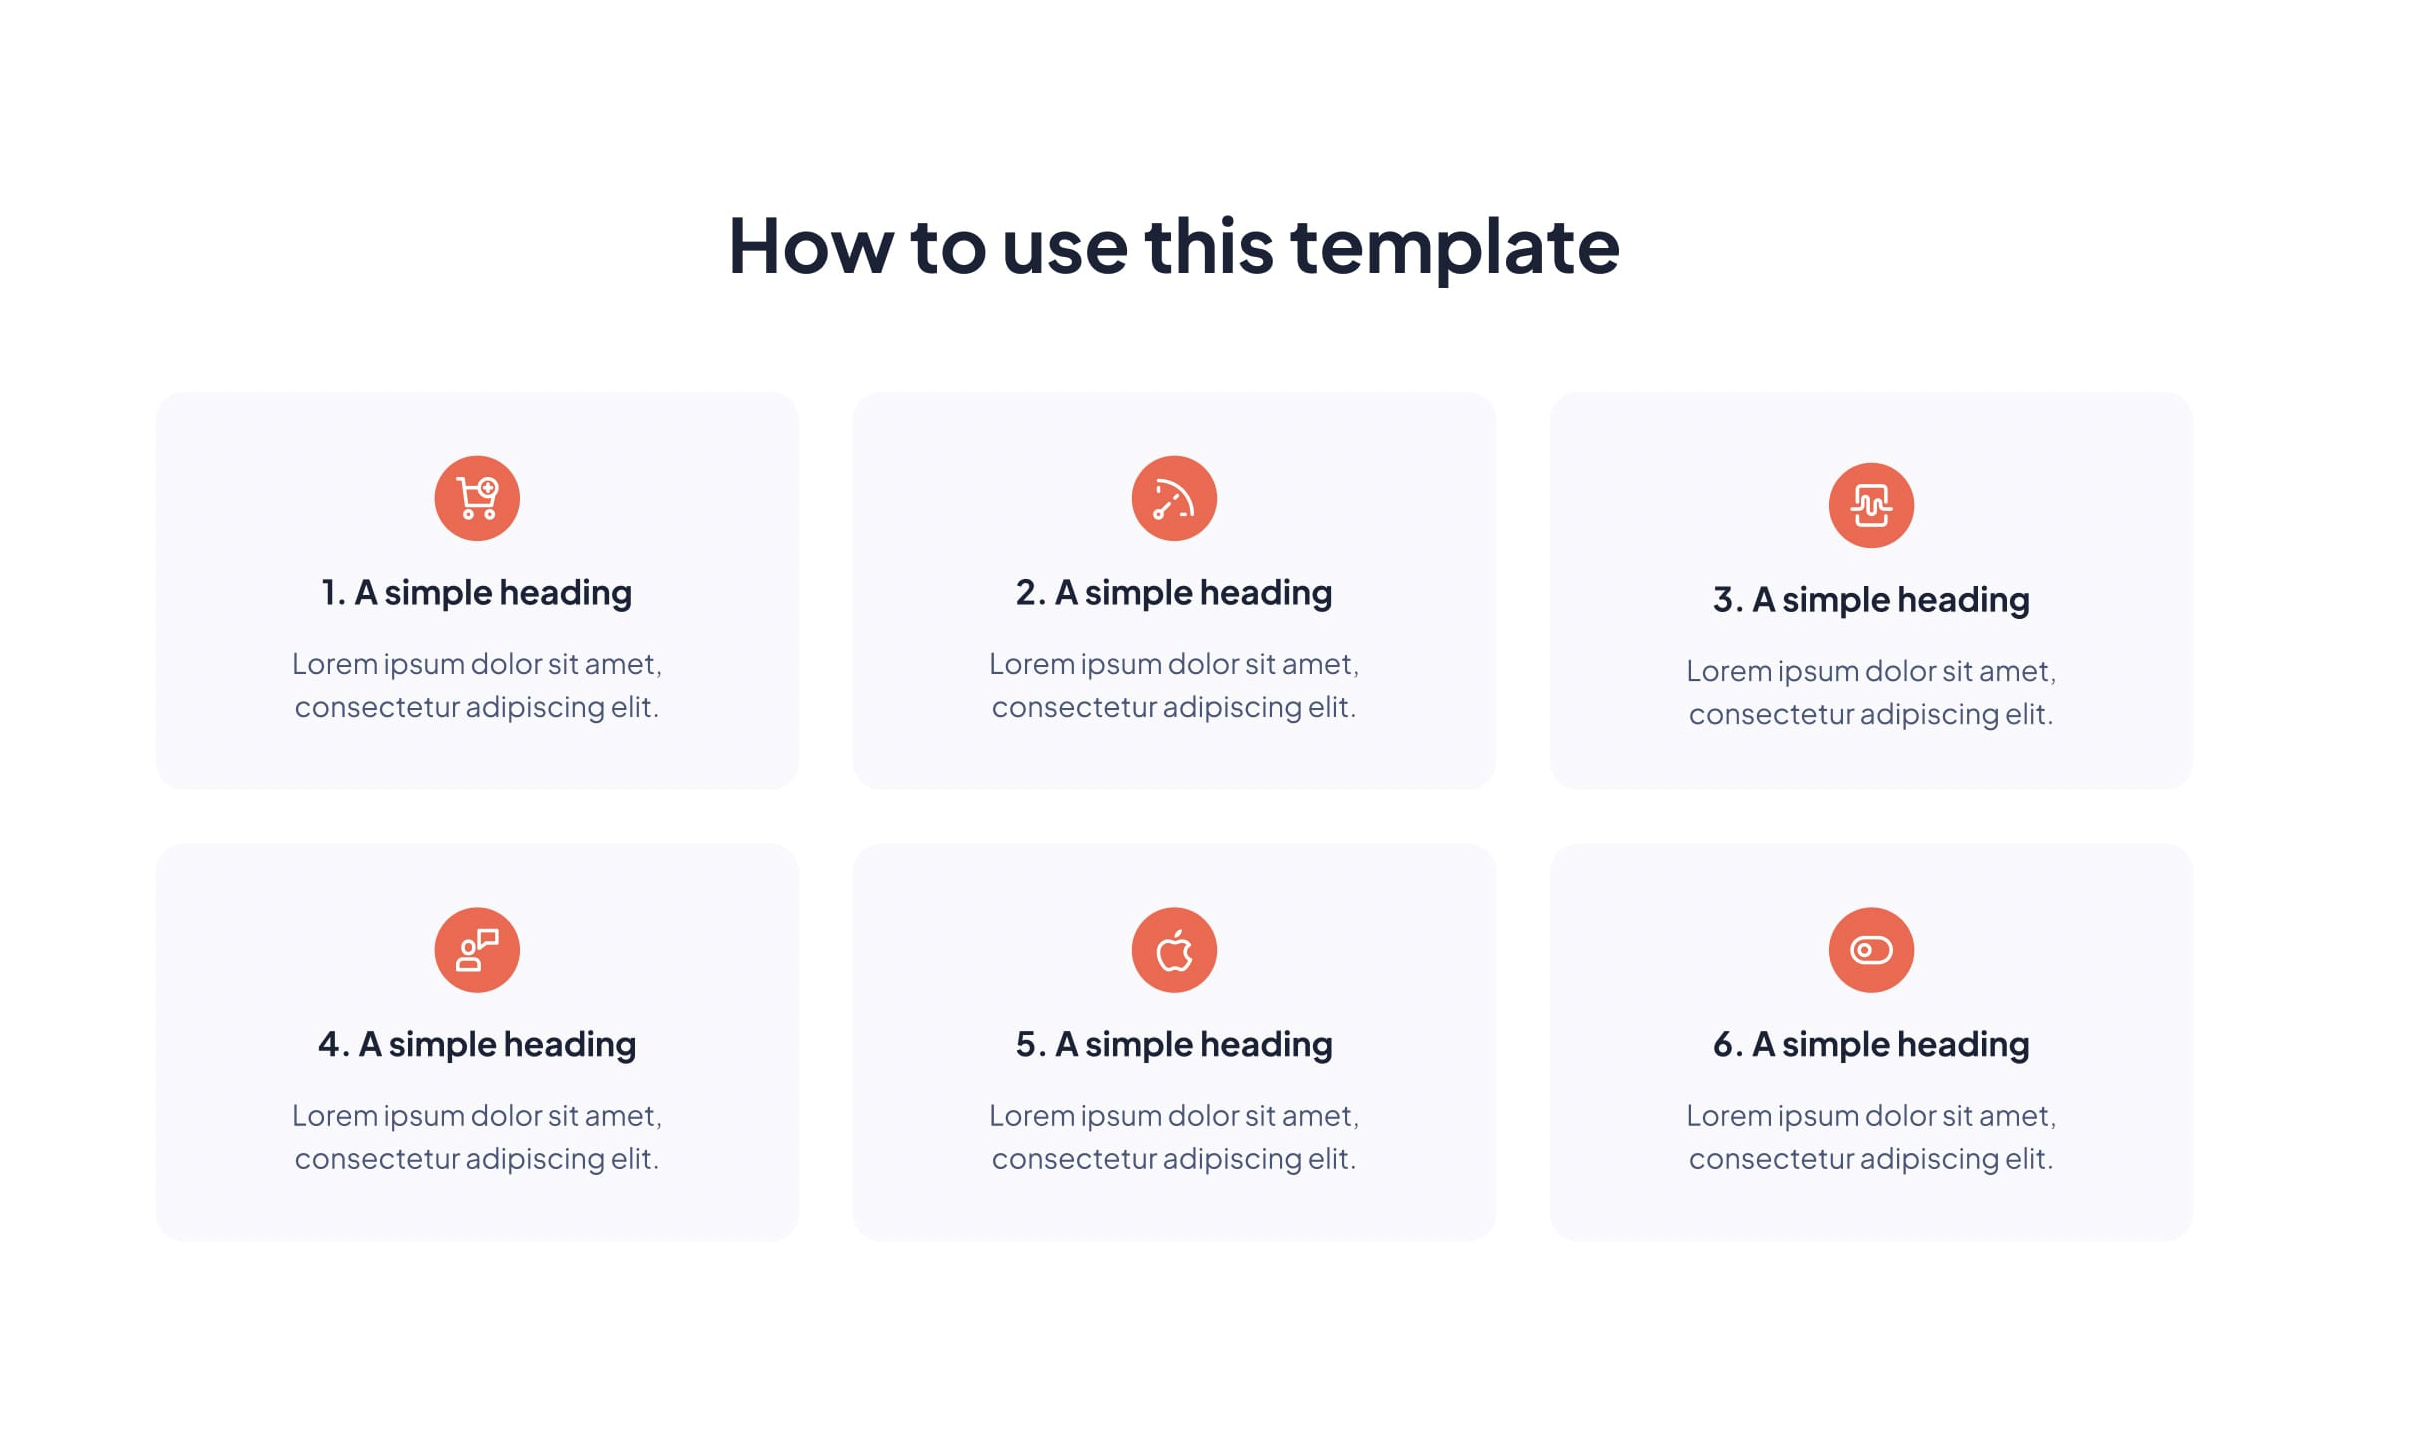 How to use this template
1. A simple heading
Lorem ipsum dolor sit amet,
consectetur adipiscing elit.
2. A simple heading
Lorem ipsum dolor sit amet,
consectetur adipiscing elit.
3. A simple heading
Lorem ipsum dolor sit amet,
consectetur adipiscing elit.
4. A simple heading
Lorem ipsum dolor sit amet,
consectetur adipiscing elit.
5. A simple heading
Lorem ipsum dolor sit amet,
consectetur adipiscing elit.
6. A simple heading
Lorem ipsum dolor sit amet,
consectetur adipiscing elit.